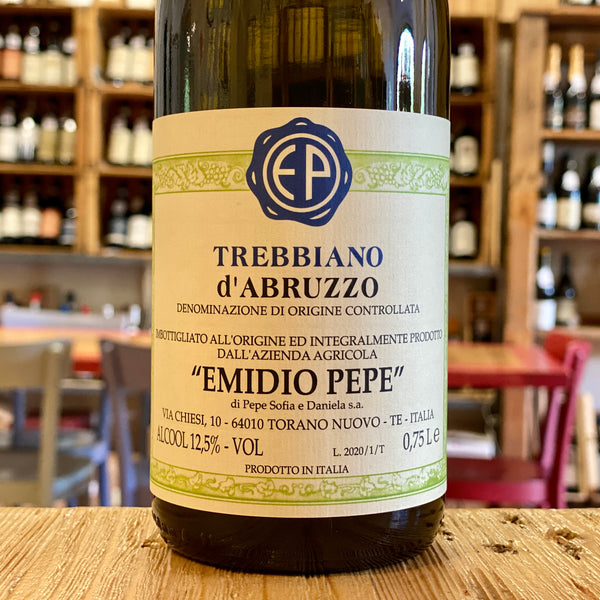 EP
TREBBIANO
d'ABRUZZO
DENOMINAZIONE DI ORIGINE CONTROLLATA
IMBOTTIGLIATO ALL'ORIGINE ED INTEGRALMENTE PRODOTTO
DALL'AZIENDA AGRICOLA
"EMIDIO PEPE"
di Pepe Sofia e Daniela s.a.
VIA CHIESI, 10 - 64010 TORANO NUOVO - TE - ITALIA
ALCOOL 12,5% - VOL L. 2020/1/T 0,75 L e
PRODOTTO IN ITALIA